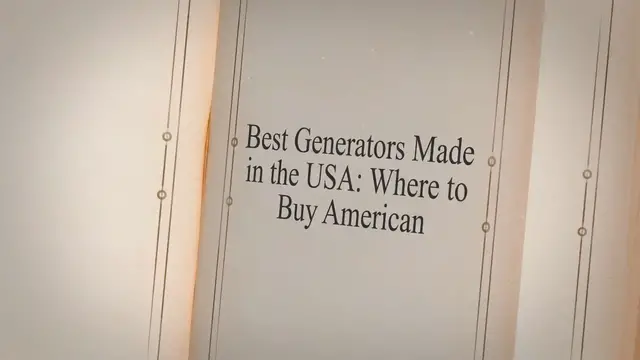 Best Generators Made
in the USA: Where to
Buy American